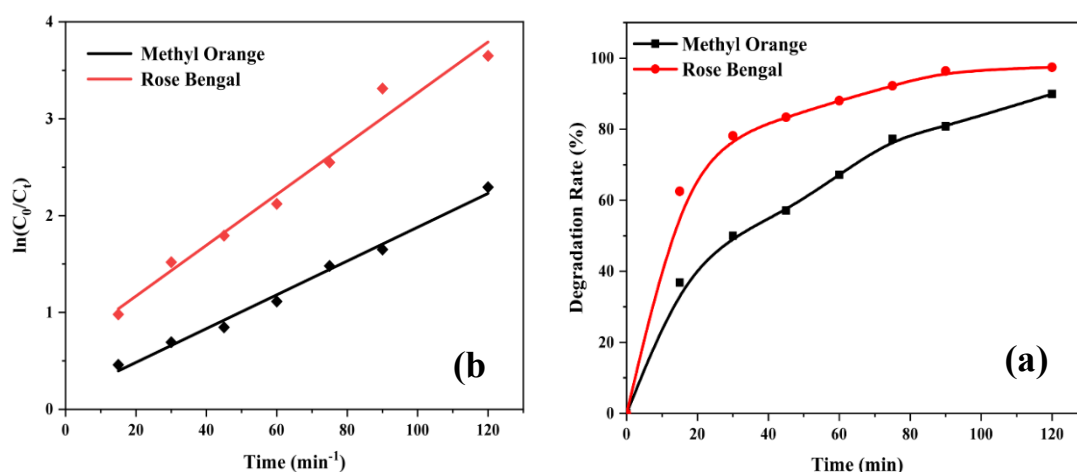 4
3
2
1
0
ln(C₀/Cₜ)
Methyl Orange
Rose Bengal
(b)
0 20 40 60 80 100 120
Time (min⁻¹)
100
80
60
40
20
0
Degradation Rate (%)
Methyl Orange
Rose Bengal
(a)
0 20 40 60 80 100 120
Time (min)